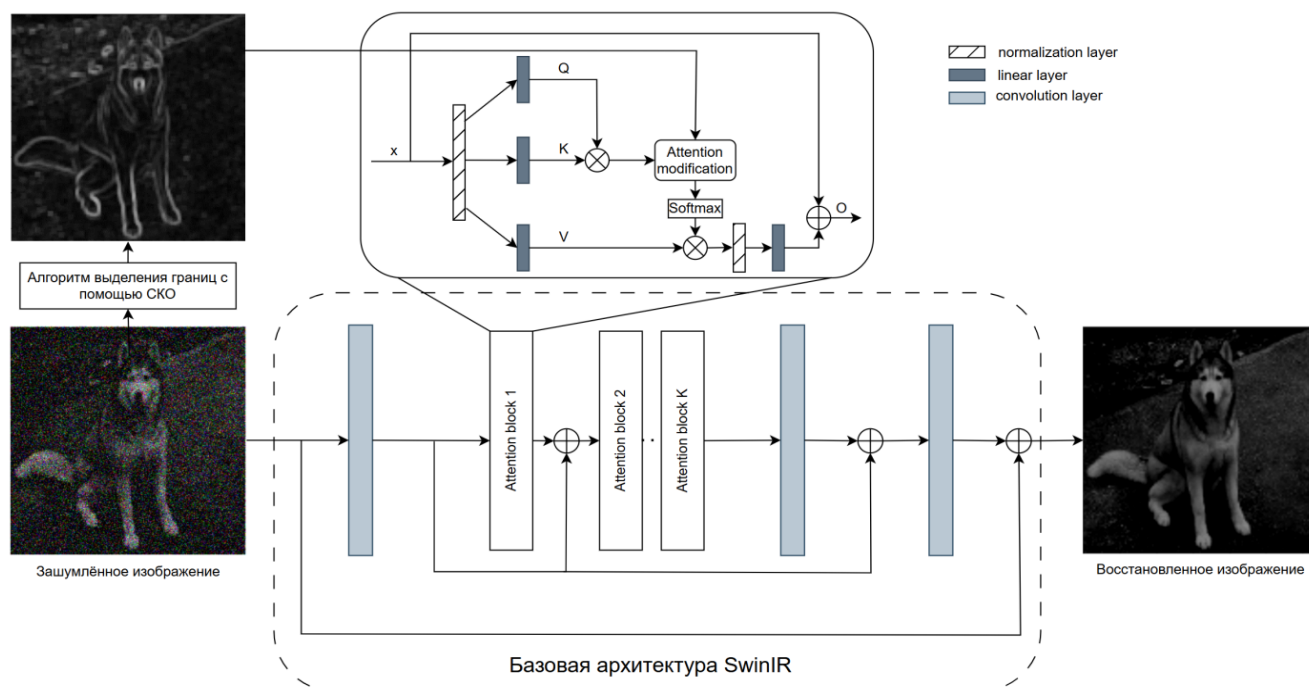 normalization layer
linear layer
convolution layer
Q
x
K
Attention
modification
Softmax
V
O
Алгоритм выделения границ с
помощью СКО
Attention block 1
Attention block 2
Attention block K
Зашумлённое изображение
Восстановленное изображение
Базовая архитектура SwinIR